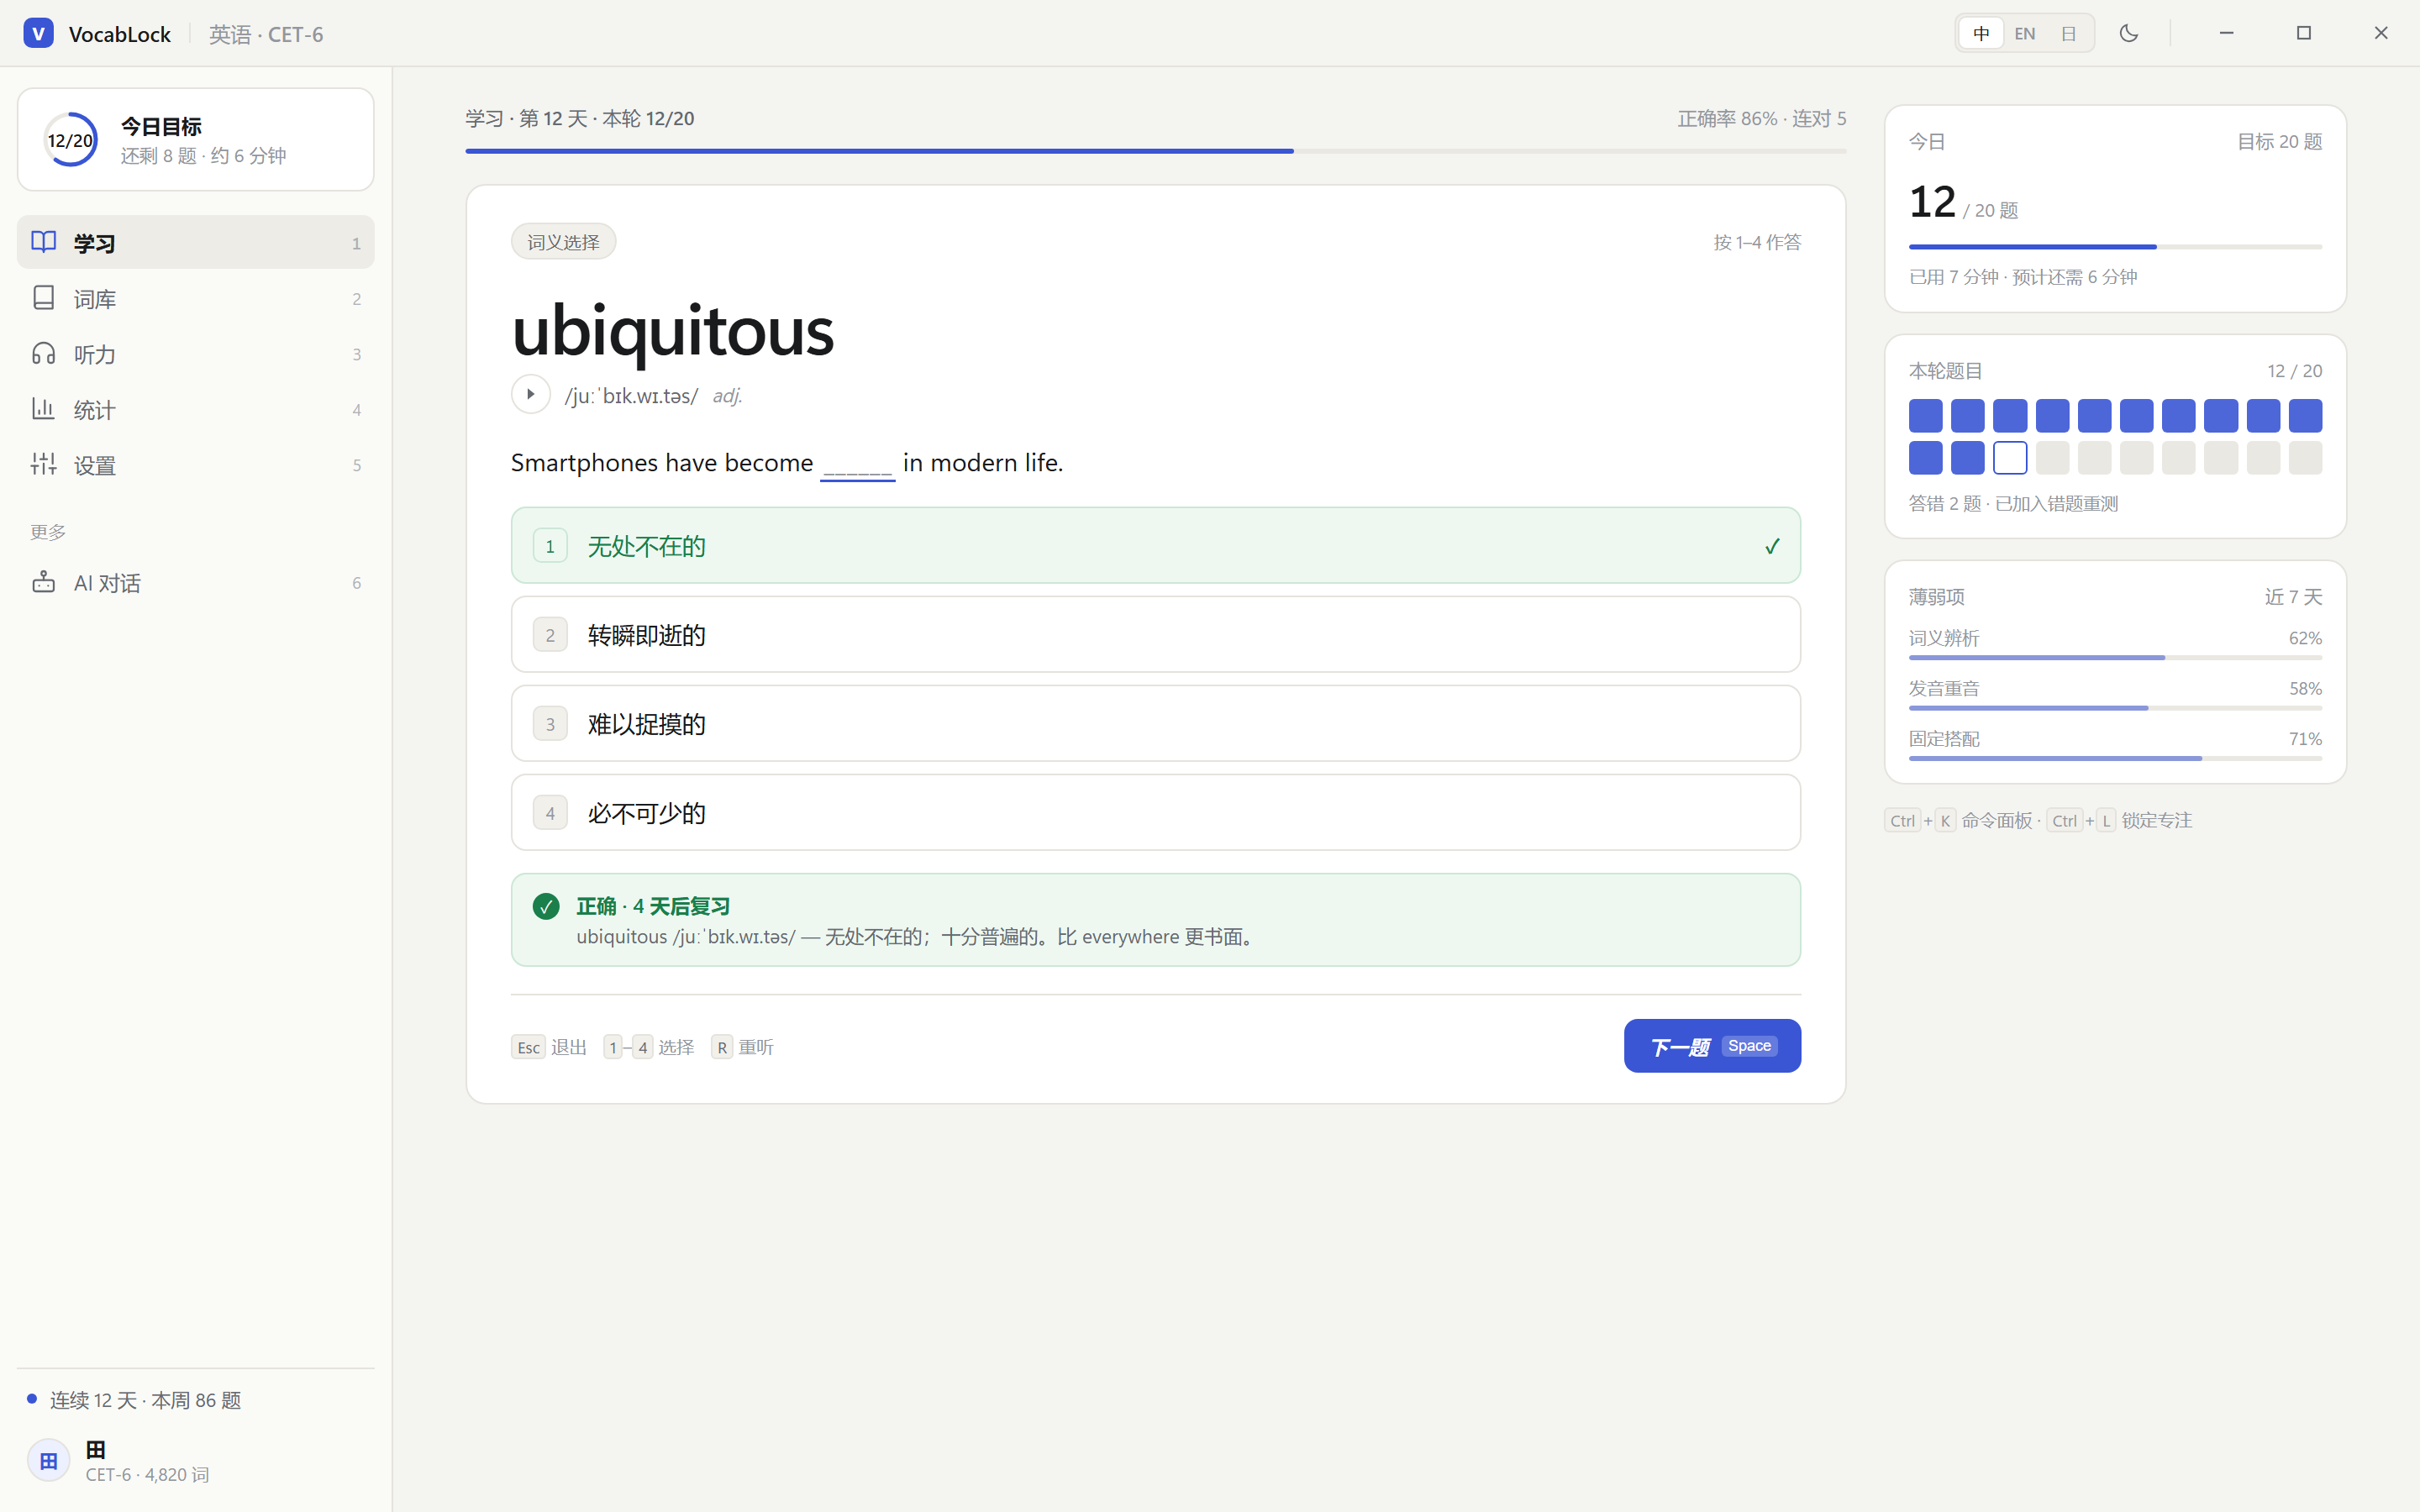 V VocabLock 英语 · CET-6
中 EN 日
12/20
今日目标
还剩 8 题 · 约 6 分钟
学习 1
词库 2
听力 3
统计 4
设置 5
更多
AI 对话 6
连续 12 天 · 本周 86 题
田
田
CET-6 · 4,820 词
学习 · 第 12 天 · 本轮 12/20
正确率 86% · 连对 5
词义选择
按 1–4 作答
ubiquitous
/juːˈbɪk.wɪ.təs/ adj.
Smartphones have become ______ in modern life.
1 无处不在的 ✓
2 转瞬即逝的
3 难以捉摸的
4 必不可少的
✓ 正确 · 4 天后复习
ubiquitous /juːˈbɪk.wɪ.təs/ — 无处不在的；十分普遍的。比 everywhere 更书面。
Esc 退出 1–4 选择 R 重听
下一题 Space
今日 目标 20 题
12 / 20 题
已用 7 分钟 · 预计还需 6 分钟
本轮题目 12 / 20
答错 2 题 · 已加入错题重测
薄弱项 近 7 天
词义辨析 62%
发音重音 58%
固定搭配 71%
Ctrl + K 命令面板 · Ctrl + L 锁定专注